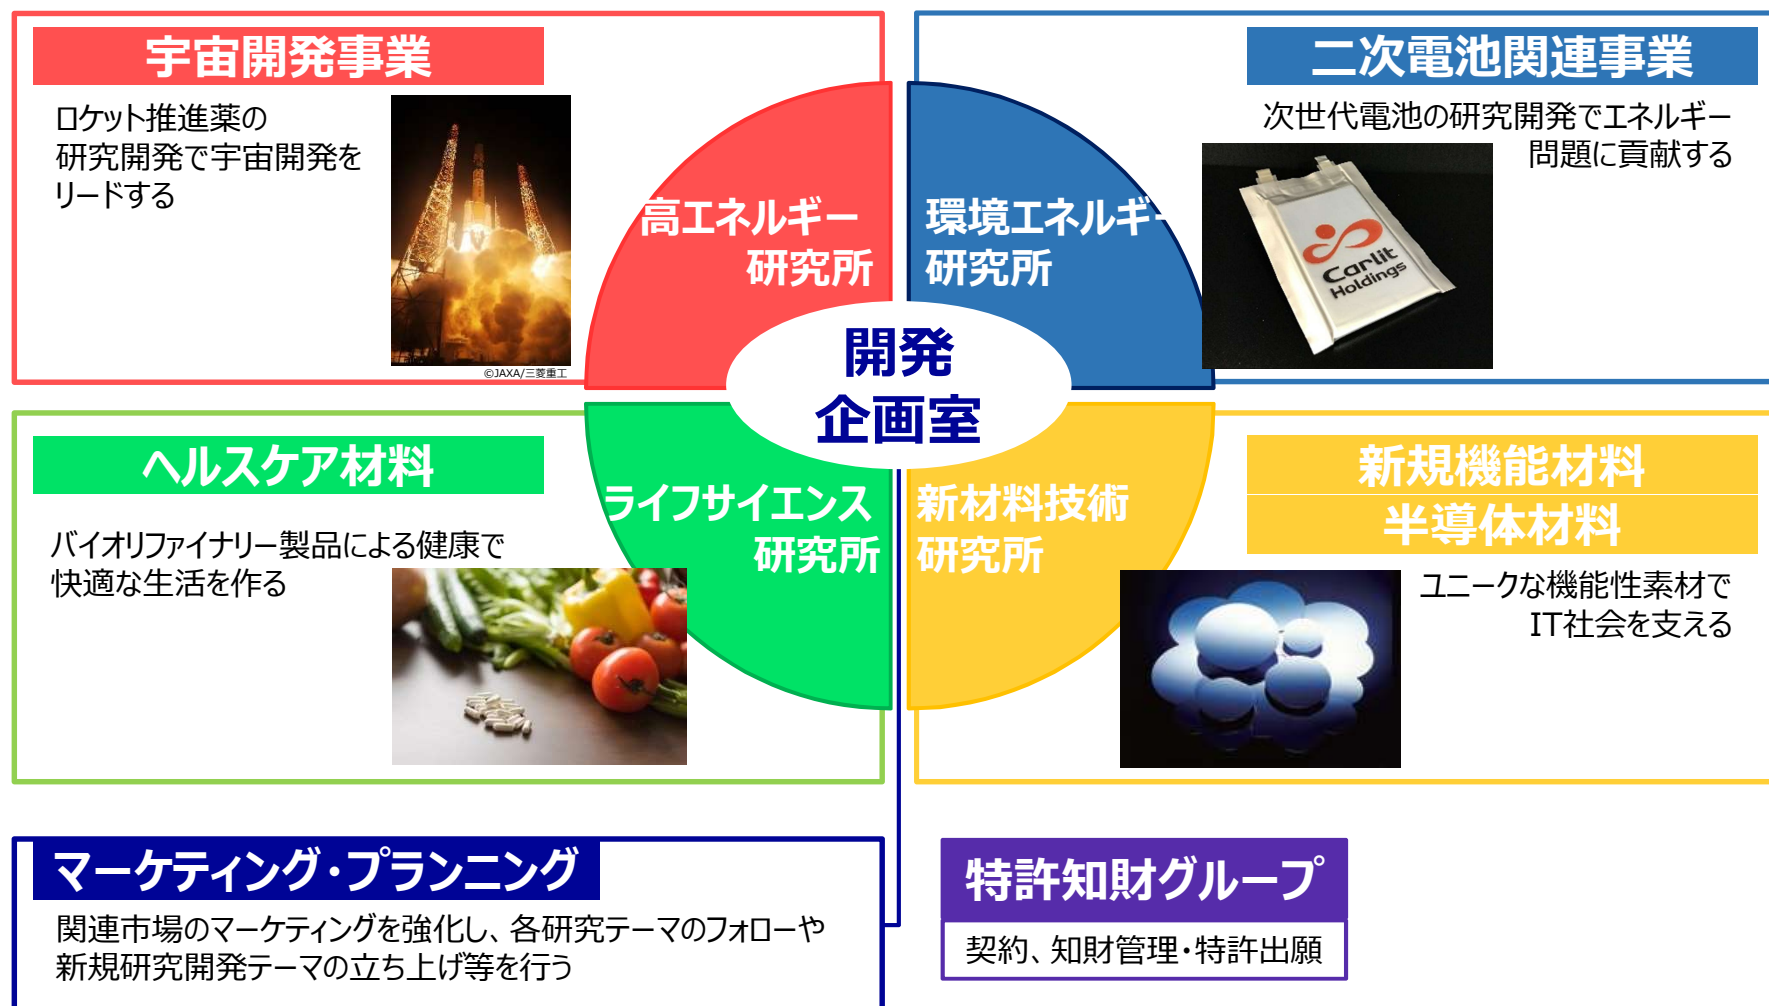 宇宙開発事業
ロケット推進薬の
研究開発で宇宙開発を
リードする
©JAXA/三菱重工
高エネルギー
研究所
二次電池関連事業
次世代電池の研究開発でエネルギー
問題に貢献する
Carlit
Holdings
環境エネルギー
研究所
開発
企画室
ヘルスケア材料
バイオリファイナリー製品による健康で
快適な生活を作る
ライフサイエンス
研究所
新規機能材料
半導体材料
ユニークな機能性素材で
IT社会を支える
新材料技術
研究所
マーケティング・プランニング
関連市場のマーケティングを強化し、各研究テーマのフォローや
新規研究開発テーマの立ち上げ等を行う
特許知財グループ
契約、知財管理・特許出願